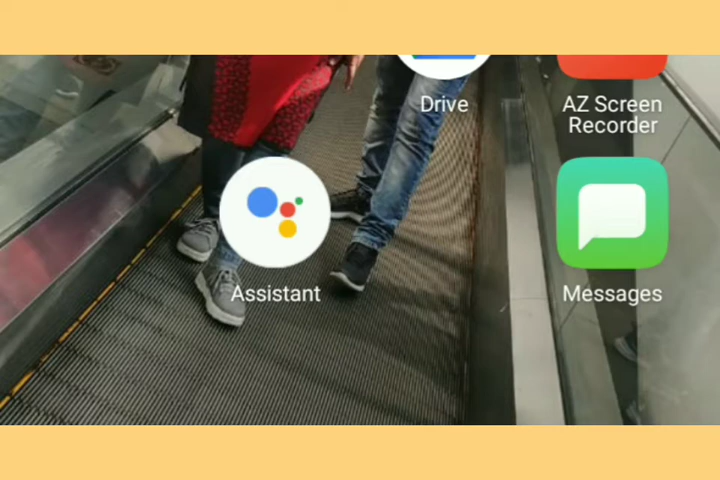 Drive
AZ Screen
Recorder
Assistant
Messages